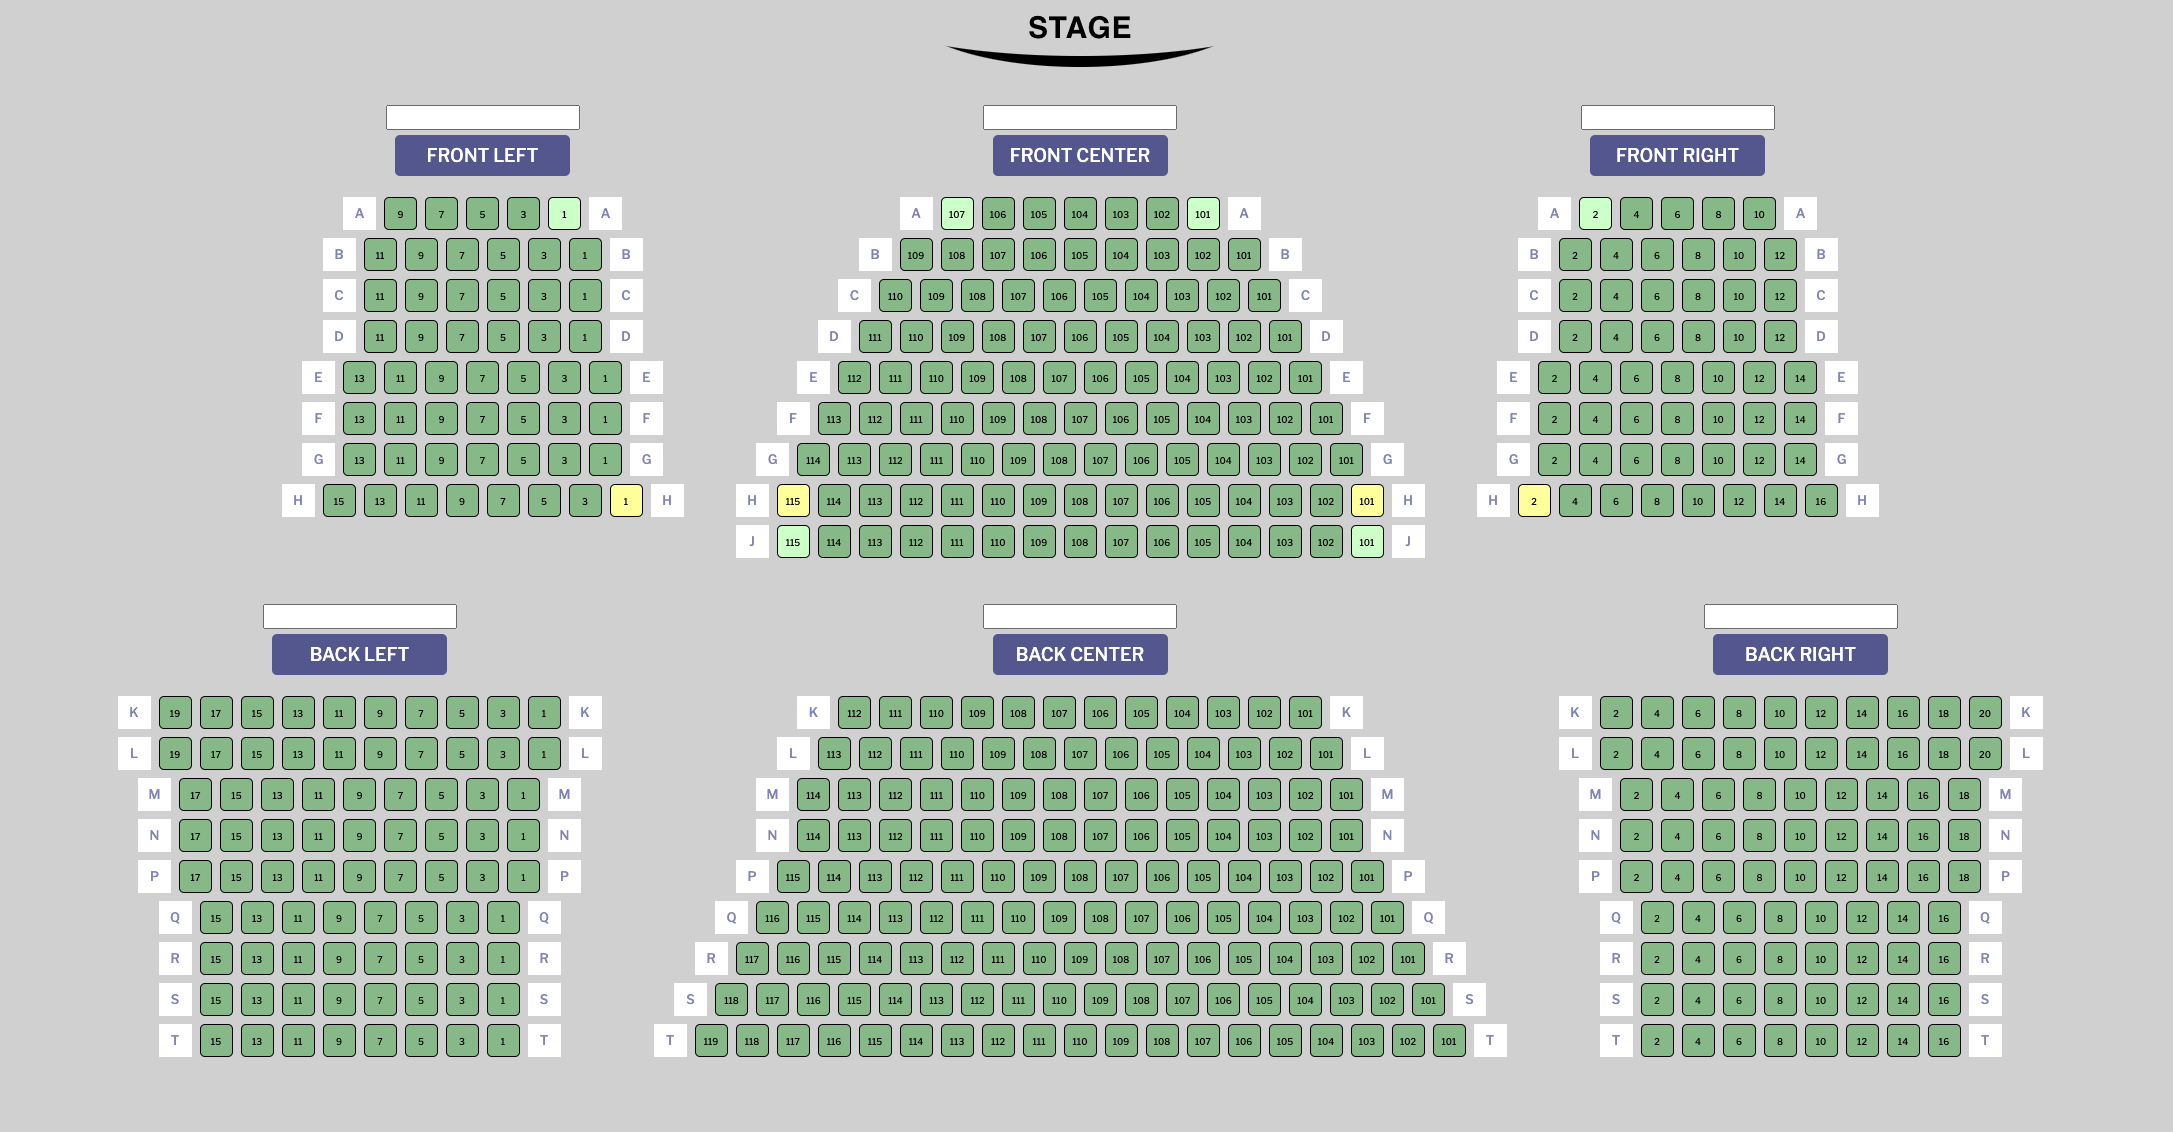 STAGE
FRONT LEFT FRONT CENTER FRONT RIGHT
A 9 7 5 3 1 A A 107 106 105 104 103 102 101 A A 2 4 6 8 10 A
B 11 9 7 5 3 1 B B 109 108 107 106 105 104 103 102 101 B B 2 4 6 8 10 12 B
C 11 9 7 5 3 1 C C 110 109 108 107 106 105 104 103 102 101 C C 2 4 6 8 10 12 C
D 11 9 7 5 3 1 D D 111 110 109 108 107 106 105 104 103 102 101 D D 2 4 6 8 10 12 D
E 13 11 9 7 5 3 1 E E 112 111 110 109 108 107 106 105 104 103 102 101 E E 2 4 6 8 10 12 14 E
F 13 11 9 7 5 3 1 F F 113 112 111 110 109 108 107 106 105 104 103 102 101 F F 2 4 6 8 10 12 14 F
G 13 11 9 7 5 3 1 G G 114 113 112 111 110 109 108 107 106 105 104 103 102 101 G G 2 4 6 8 10 12 14 G
H 15 13 11 9 7 5 3 1 H H 115 114 113 112 111 110 109 108 107 106 105 104 103 102 101 H H 2 4 6 8 10 12 14 16 H
J 115 114 113 112 111 110 109 108 107 106 105 104 103 102 101 J
BACK LEFT BACK CENTER BACK RIGHT
K 19 17 15 13 11 9 7 5 3 1 K K 112 111 110 109 108 107 106 105 104 103 102 101 K K 2 4 6 8 10 12 14 16 18 20 K
L 19 17 15 13 11 9 7 5 3 1 L L 113 112 111 110 109 108 107 106 105 104 103 102 101 L L 2 4 6 8 10 12 14 16 18 20 L
M 17 15 13 11 9 7 5 3 1 M M 114 113 112 111 110 109 108 107 106 105 104 103 102 101 M M 2 4 6 8 10 12 14 16 18 M
N 17 15 13 11 9 7 5 3 1 N N 114 113 112 111 110 109 108 107 106 105 104 103 102 101 N N 2 4 6 8 10 12 14 16 18 N
P 17 15 13 11 9 7 5 3 1 P P 115 114 113 112 111 110 109 108 107 106 105 104 103 102 101 P P 2 4 6 8 10 12 14 16 18 P
Q 15 13 11 9 7 5 3 1 Q Q 116 115 114 113 112 111 110 109 108 107 106 105 104 103 102 101 Q Q 2 4 6 8 10 12 14 16 Q
R 15 13 11 9 7 5 3 1 R R 117 116 115 114 113 112 111 110 109 108 107 106 105 104 103 102 101 R R 2 4 6 8 10 12 14 16 R
S 15 13 11 9 7 5 3 1 S S 118 117 116 115 114 113 112 111 110 109 108 107 106 105 104 103 102 101 S S 2 4 6 8 10 12 14 16 S
T 15 13 11 9 7 5 3 1 T T 119 118 117 116 115 114 113 112 111 110 109 108 107 106 105 104 103 102 101 T T 2 4 6 8 10 12 14 16 T